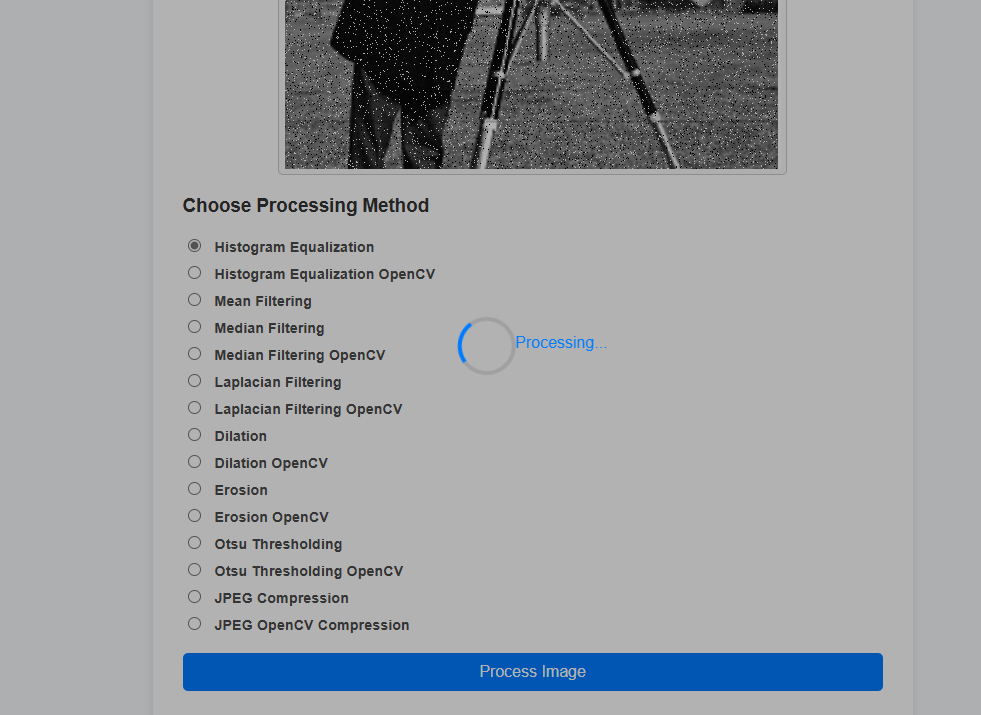 Choose Processing Method
Histogram Equalization
Histogram Equalization OpenCV
Mean Filtering
Median Filtering
Processing...
Median Filtering OpenCV
Laplacian Filtering
Laplacian Filtering OpenCV
Dilation
Dilation OpenCV
Erosion
Erosion OpenCV
Otsu Thresholding
Otsu Thresholding OpenCV
JPEG Compression
JPEG OpenCV Compression
Process Image